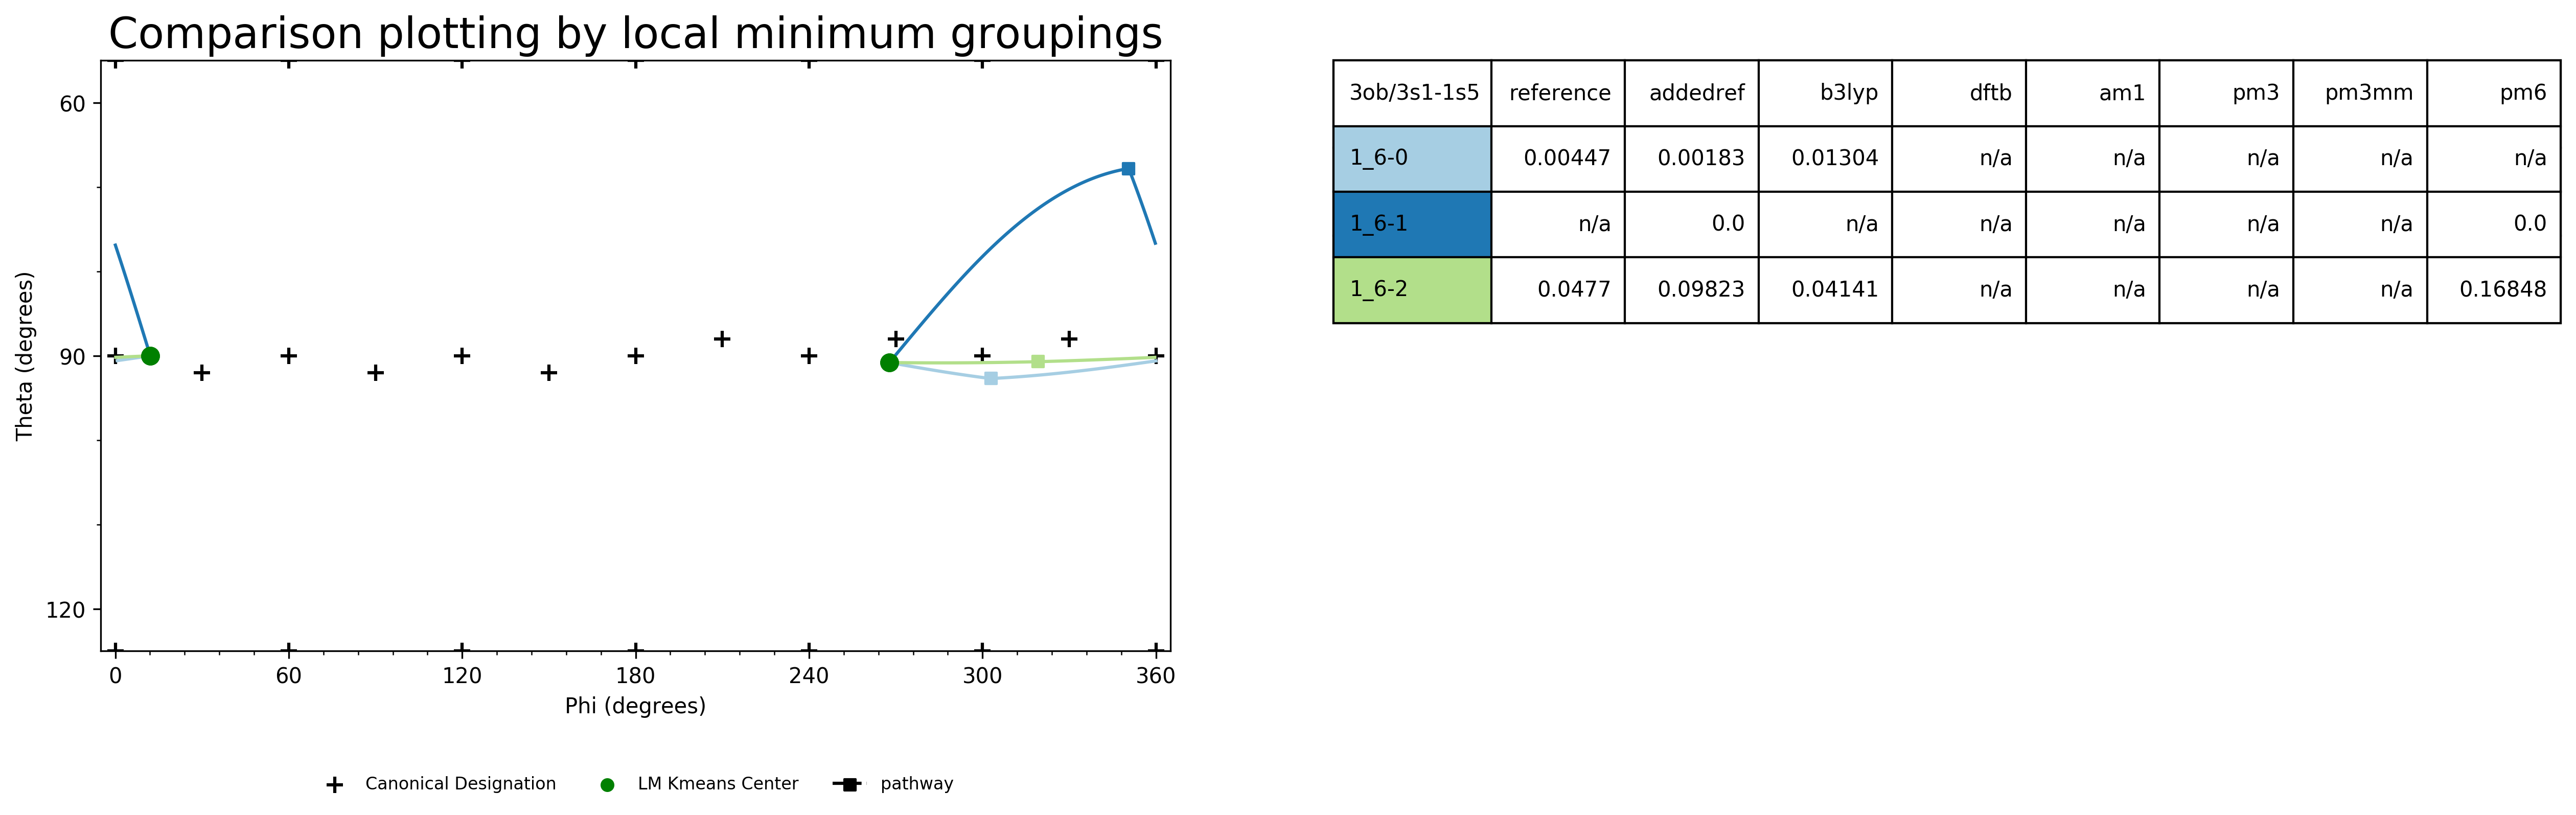 Comparison plotting by local minimum groupings
60
90
120
Theta (degrees)
0 60 120 180 240 300 360
Phi (degrees)
Canonical Designation LM Kmeans Center pathway
3ob/3s1-1s5 reference addedref b3lyp dftb am1 pm3 pm3mm pm6
1_6-0 0.00447 0.00183 0.01304 n/a n/a n/a n/a n/a
1_6-1 n/a 0.0 n/a n/a n/a n/a n/a 0.0
1_6-2 0.0477 0.09823 0.04141 n/a n/a n/a n/a 0.16848